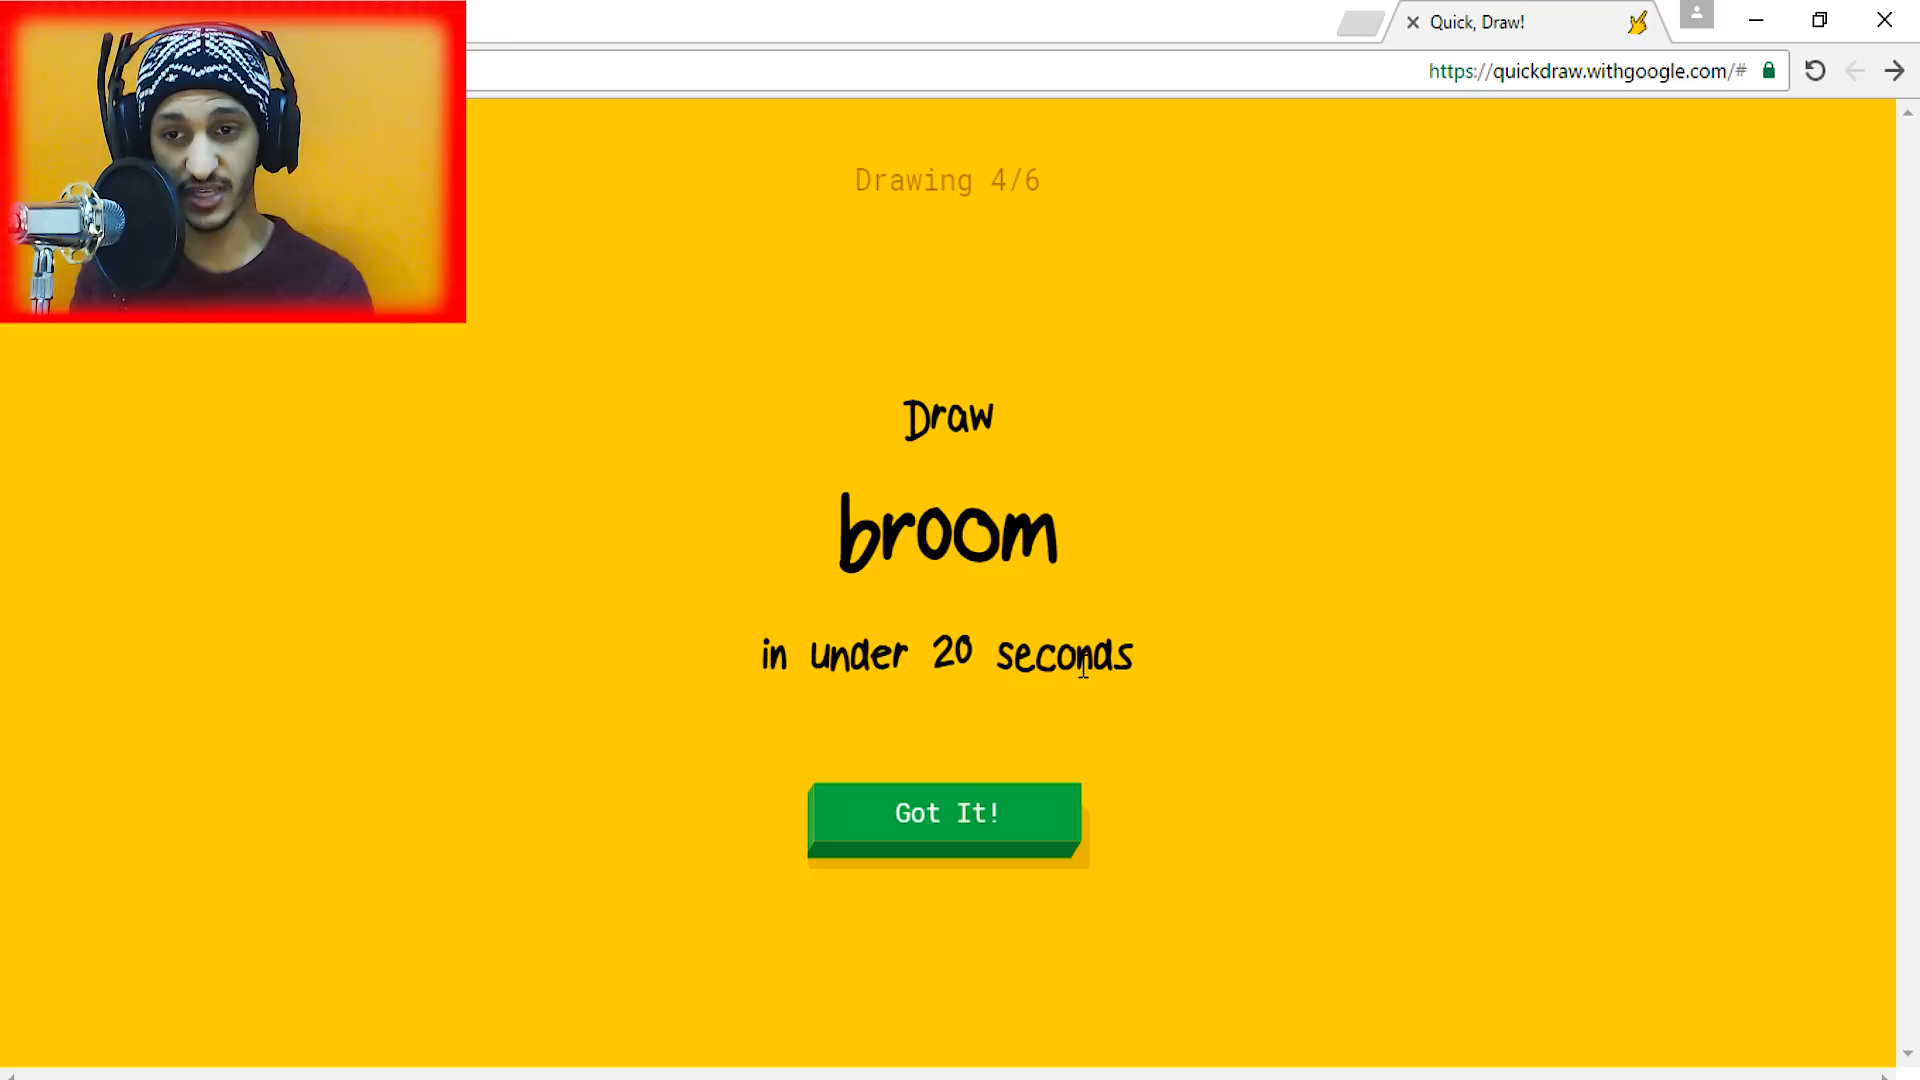 Quick, Draw!
https://quickdraw.withgoogle.com/#
Drawing 4/6
Draw
broom
in under 20 seconds
Got It!